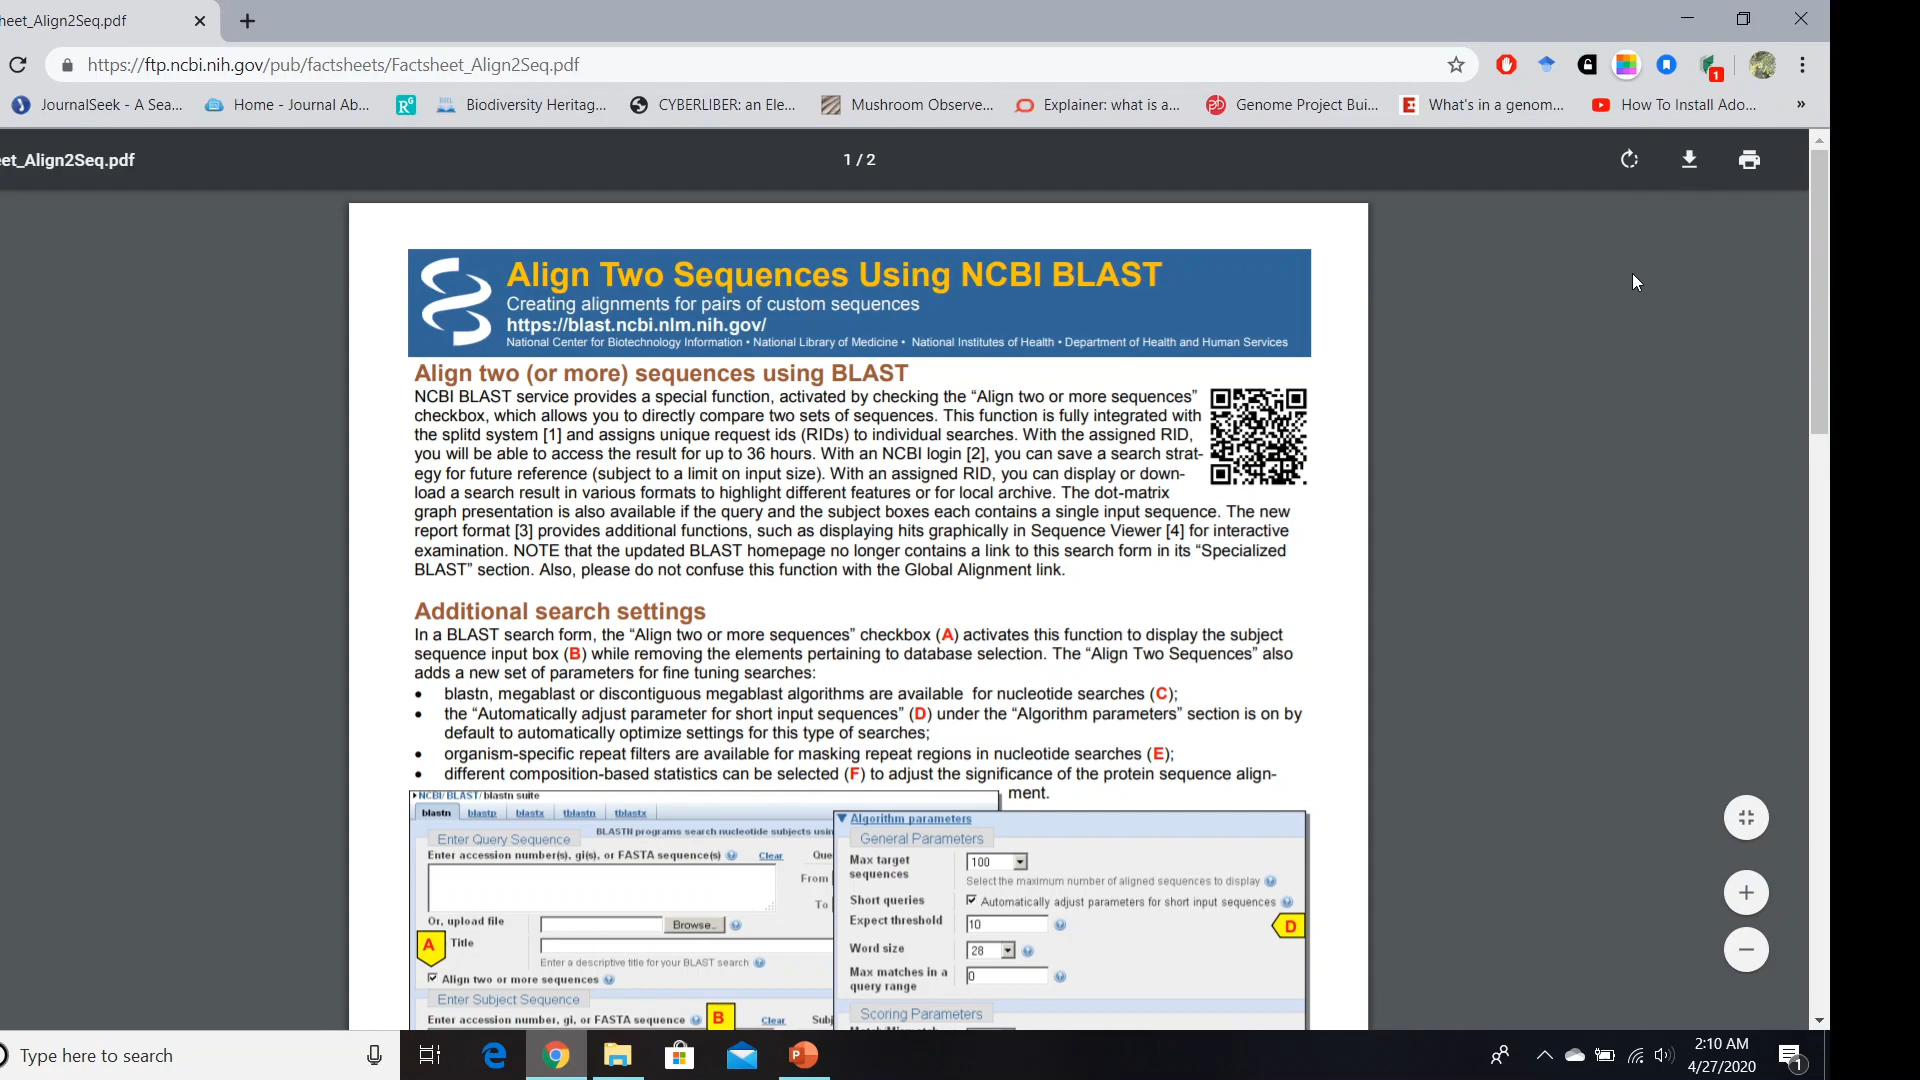 heet_Align2Seq.pdf
https://ftp.ncbi.nih.gov/pub/factsheets/Factsheet_Align2Seq.pdf
1
JournalSeek - A Sea...
Home - Journal Ab...
Biodiversity Heritag...
CYBERLIBER: an Ele...
Mushroom Observe...
Explainer: what is a...
Genome Project Bui...
What's in a genom...
How To Install Ado...
»
eet_Align2Seq.pdf
1 / 2
Align Two Sequences Using NCBI BLAST
Creating alignments for pairs of custom sequences
https://blast.ncbi.nlm.nih.gov/
National Center for Biotechnology Information • National Library of Medicine • National Institutes of Health • Department of Health and Human Services
Align two (or more) sequences using BLAST
NCBI BLAST service provides a special function, activated by checking the “Align two or more sequences”
checkbox, which allows you to directly compare two sets of sequences. This function is fully integrated with
the splitd system [1] and assigns unique request ids (RIDs) to individual searches. With the assigned RID,
you will be able to access the result for up to 36 hours. With an NCBI login [2], you can save a search strat-
egy for future reference (subject to a limit on input size). With an assigned RID, you can display or down-
load a search result in various formats to highlight different features or for local archive. The dot-matrix
graph presentation is also available if the query and the subject boxes each contains a single input sequence. The new
report format [3] provides additional functions, such as displaying hits graphically in Sequence Viewer [4] for interactive
examination. NOTE that the updated BLAST homepage no longer contains a link to this search form in its “Specialized
BLAST” section. Also, please do not confuse this function with the Global Alignment link.
Additional search settings
In a BLAST search form, the “Align two or more sequences” checkbox (A) activates this function to display the subject
sequence input box (B) while removing the elements pertaining to database selection. The “Align Two Sequences” also
adds a new set of parameters for fine tuning searches:
• blastn, megablast or discontiguous megablast algorithms are available for nucleotide searches (C);
• the “Automatically adjust parameter for short input sequences” (D) under the “Algorithm parameters” section is on by
default to automatically optimize settings for this type of searches;
• organism-specific repeat filters are available for masking repeat regions in nucleotide searches (E);
• different composition-based statistics can be selected (F) to adjust the significance of the protein sequence align-
ment.
NCBI/ BLAST/ blastn suite
blastn blastp blastx tblastn tblastx
BLASTN programs search nucleotide subjects usin
Enter Query Sequence
Enter accession number(s), gi(s), or FASTA sequence(s) Clear Que
From
To
Or, upload file Browse..
A Title
Enter a descriptive title for your BLAST search
Align two or more sequences
Enter Subject Sequence
Enter accession number, gi, or FASTA sequence B Clear Subj
Algorithm parameters
General Parameters
Max target
sequences 100
Select the maximum number of aligned sequences to display
Short queries Automatically adjust parameters for short input sequences
Expect threshold 10 D
Word size 28
Max matches in a
query range 0
Scoring Parameters
Type here to search
2:10 AM
4/27/2020
1